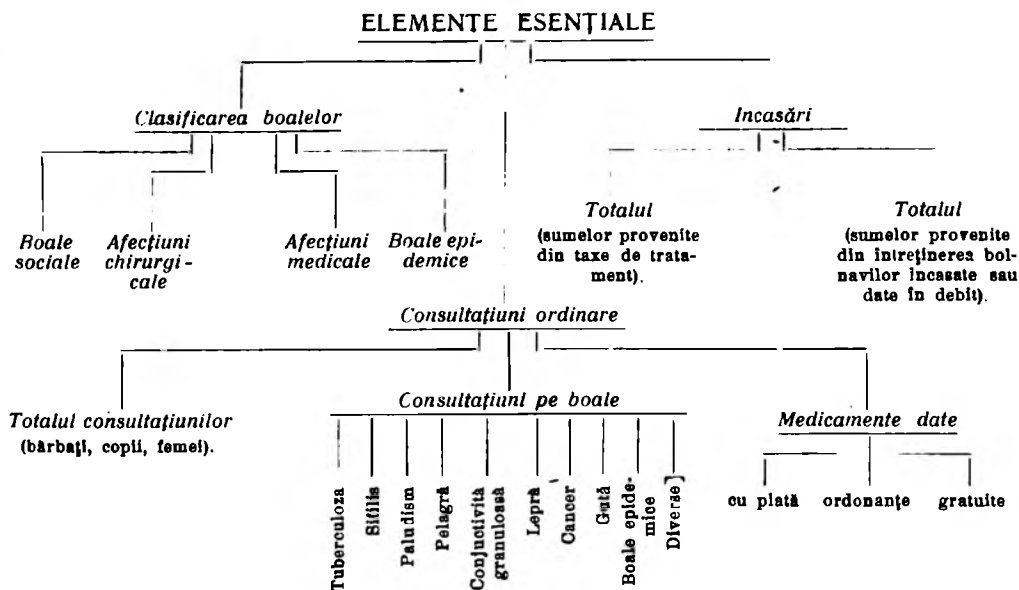 ELEMENTE ESENȚIALE
Clasificarea boalelor
Incasări
Boale
sociale
Afecțiuni
chirurgi-
cale
Afecțiuni
medicale
Boale epi-
demice
Totalul
(sumelor provenite
din taxe de trata-
ment).
Totalul
(sumelor provenite
din întreținerea bol-
navilor încasate sau
date în debit).
Consultațiuni ordinare
Totalul consultațiunilor
(bărbați, copii, femei).
Consultațiuni pe boale
Medicamente date
Tuberculoza
Sifilis
Paludism
Pelagră
Conjuctivită
granuloasă
Lepră
Cancer
Gută
Boale epide-
mice
Diverse]
cu plată
ordonanțe
gratuite